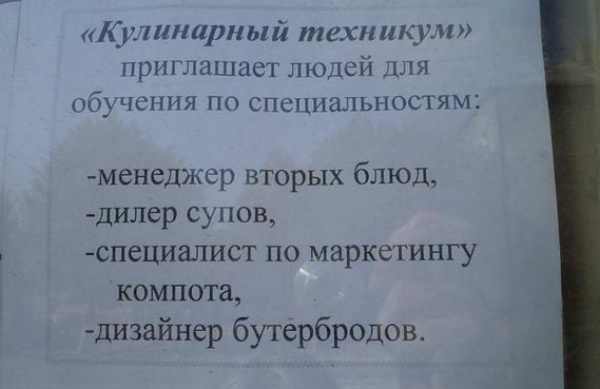 «Кулинарный техникум»
приглашает людей для
обучения по специальностям:
-менеджер вторых блюд,
-дилер супов,
-специалист по маркетингу
компота,
-дизайнер бутербродов.